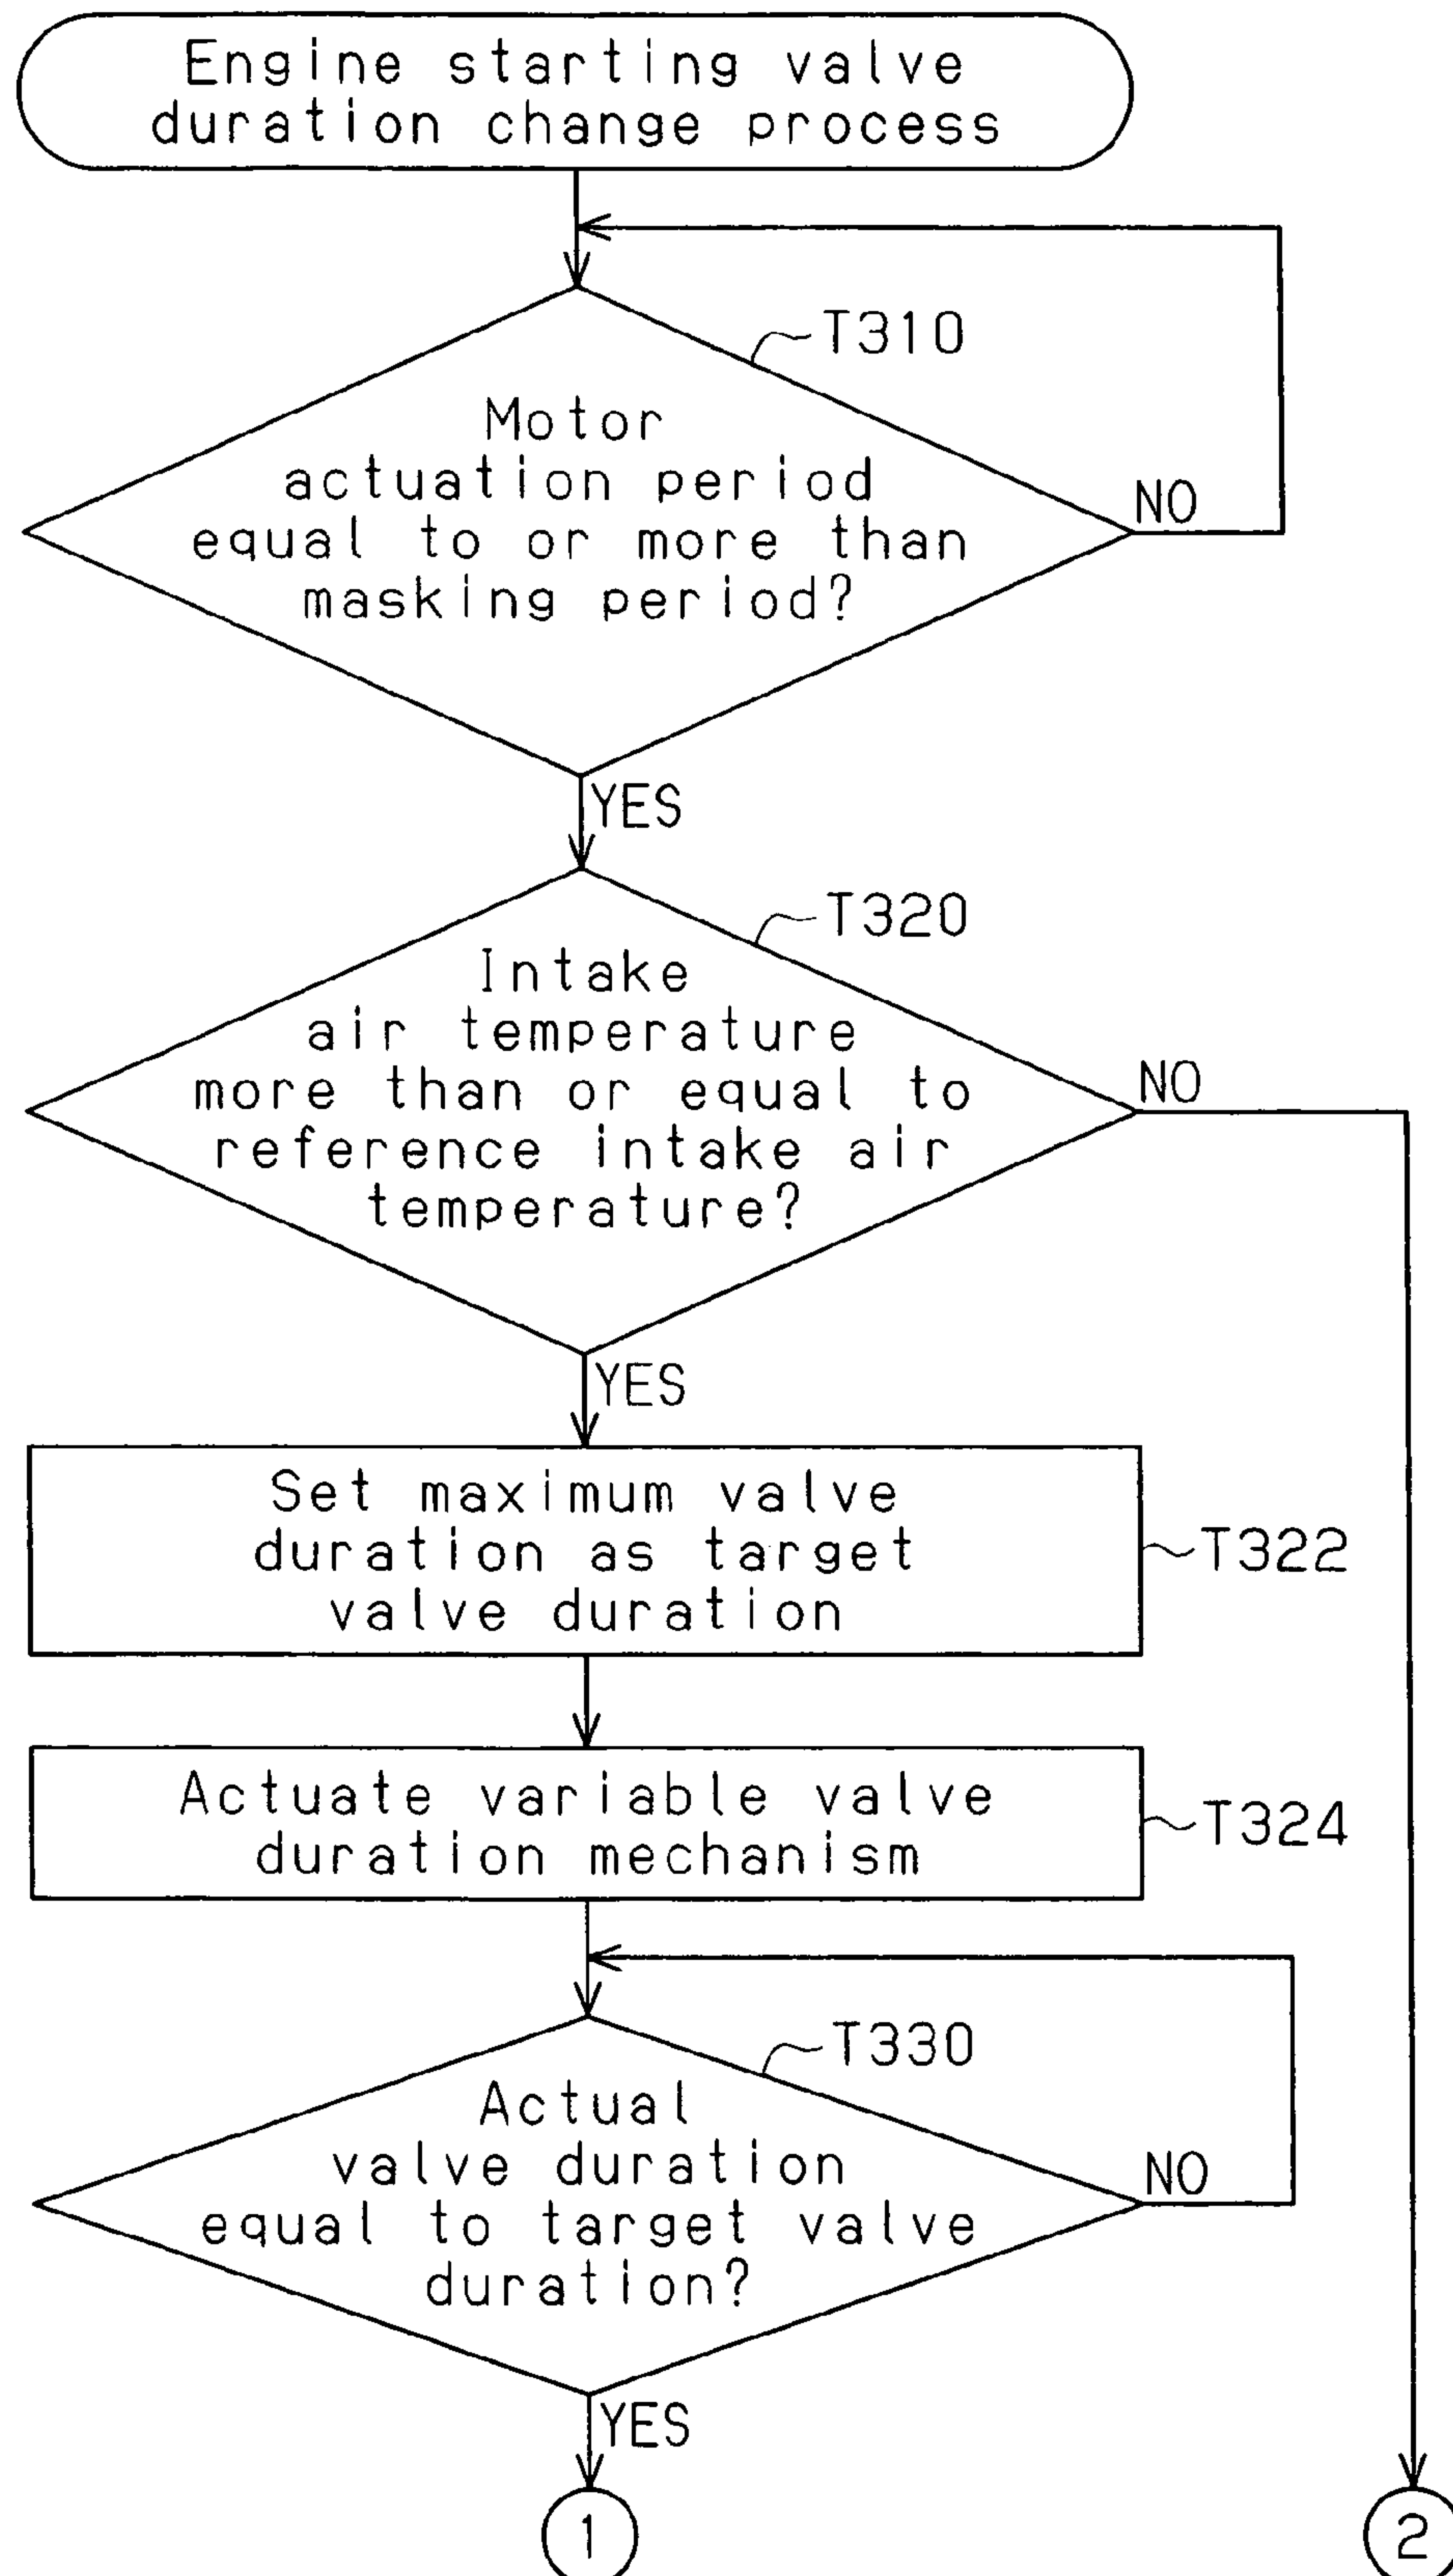 Engine starting valve
duration change process
T310
Motor
actuation period
equal to or more than
masking period?
NO
YES
T320
Intake
air temperature
more than or equal to
reference intake air
temperature?
NO
YES
Set maximum valve
duration as target
valve duration
T322
Actuate variable valve
duration mechanism
T324
T330
Actual
valve duration
equal to target valve
duration?
NO
YES
1
2